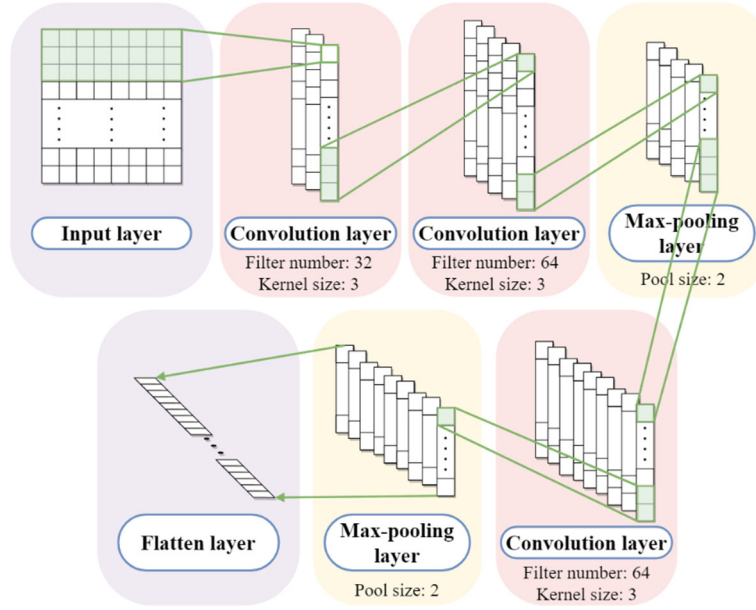 Input layer
Convolution layer
Filter number: 32
Kernel size: 3
Convolution layer
Filter number: 64
Kernel size: 3
Max-pooling
layer
Pool size: 2
Flatten layer
Max-pooling
layer
Pool size: 2
Convolution layer
Filter number: 64
Kernel size: 3